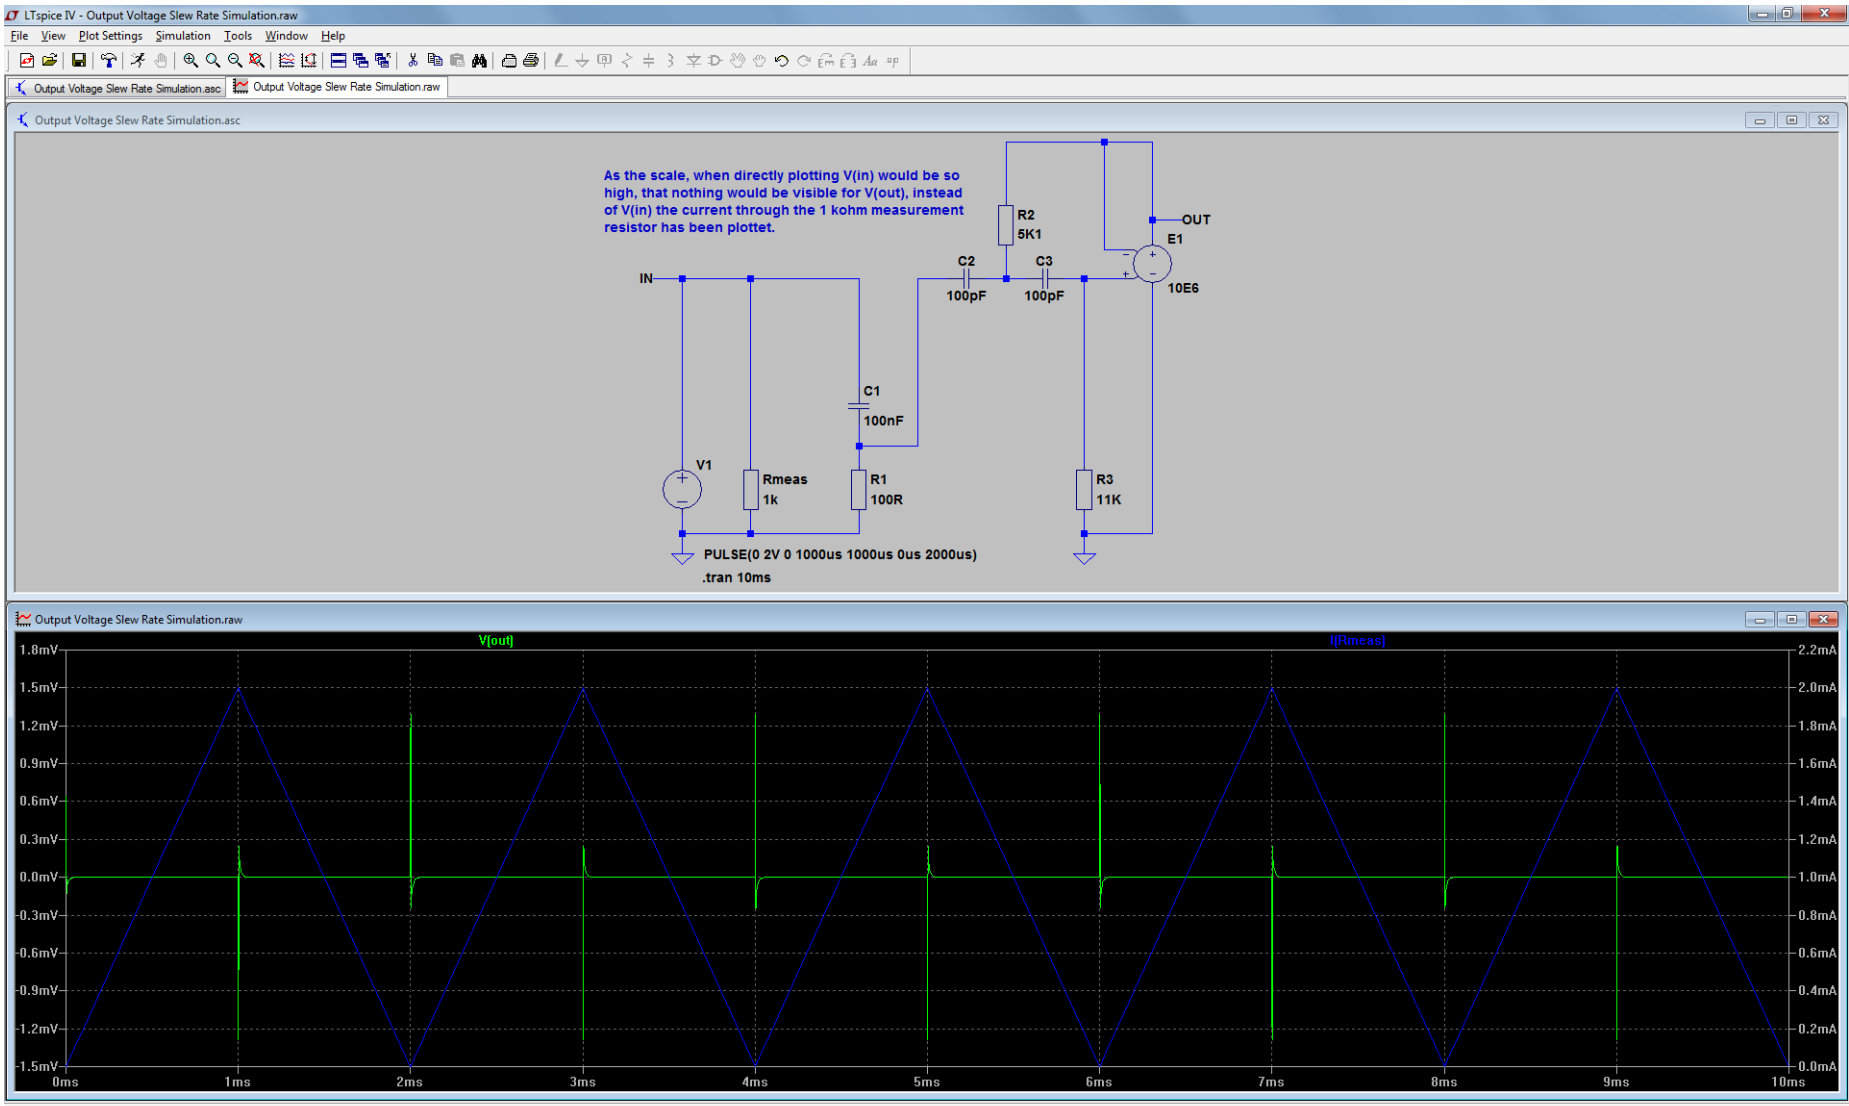 LTspice IV - Output Voltage Slew Rate Simulation.raw
File View Plot Settings Simulation Tools Window Help
Output Voltage Slew Rate Simulation.asc Output Voltage Slew Rate Simulation.raw
Output Voltage Slew Rate Simulation.asc
As the scale, when directly plotting V(in) would be so
high, that nothing would be visible for V(out), instead
of V(in) the current through the 1 kohm measurement
resistor has been plottet.
R2
5K1
OUT
E1
10E6
IN
C2
100pF
C3
100pF
C1
100nF
V1
Rmeas
1k
R1
100R
R3
11K
PULSE(0 2V 0 1000us 1000us 0us 2000us)
.tran 10ms
Output Voltage Slew Rate Simulation.raw
V(out) I(Rmeas)
1.8mV 2.2mA
1.5mV 2.0mA
1.2mV 1.8mA
0.9mV 1.6mA
0.6mV 1.4mA
0.3mV 1.2mA
0.0mV 1.0mA
-0.3mV 0.8mA
-0.6mV 0.6mA
-0.9mV 0.4mA
-1.2mV 0.2mA
-1.5mV 0.0mA
0ms 1ms 2ms 3ms 4ms 5ms 6ms 7ms 8ms 9ms 10ms